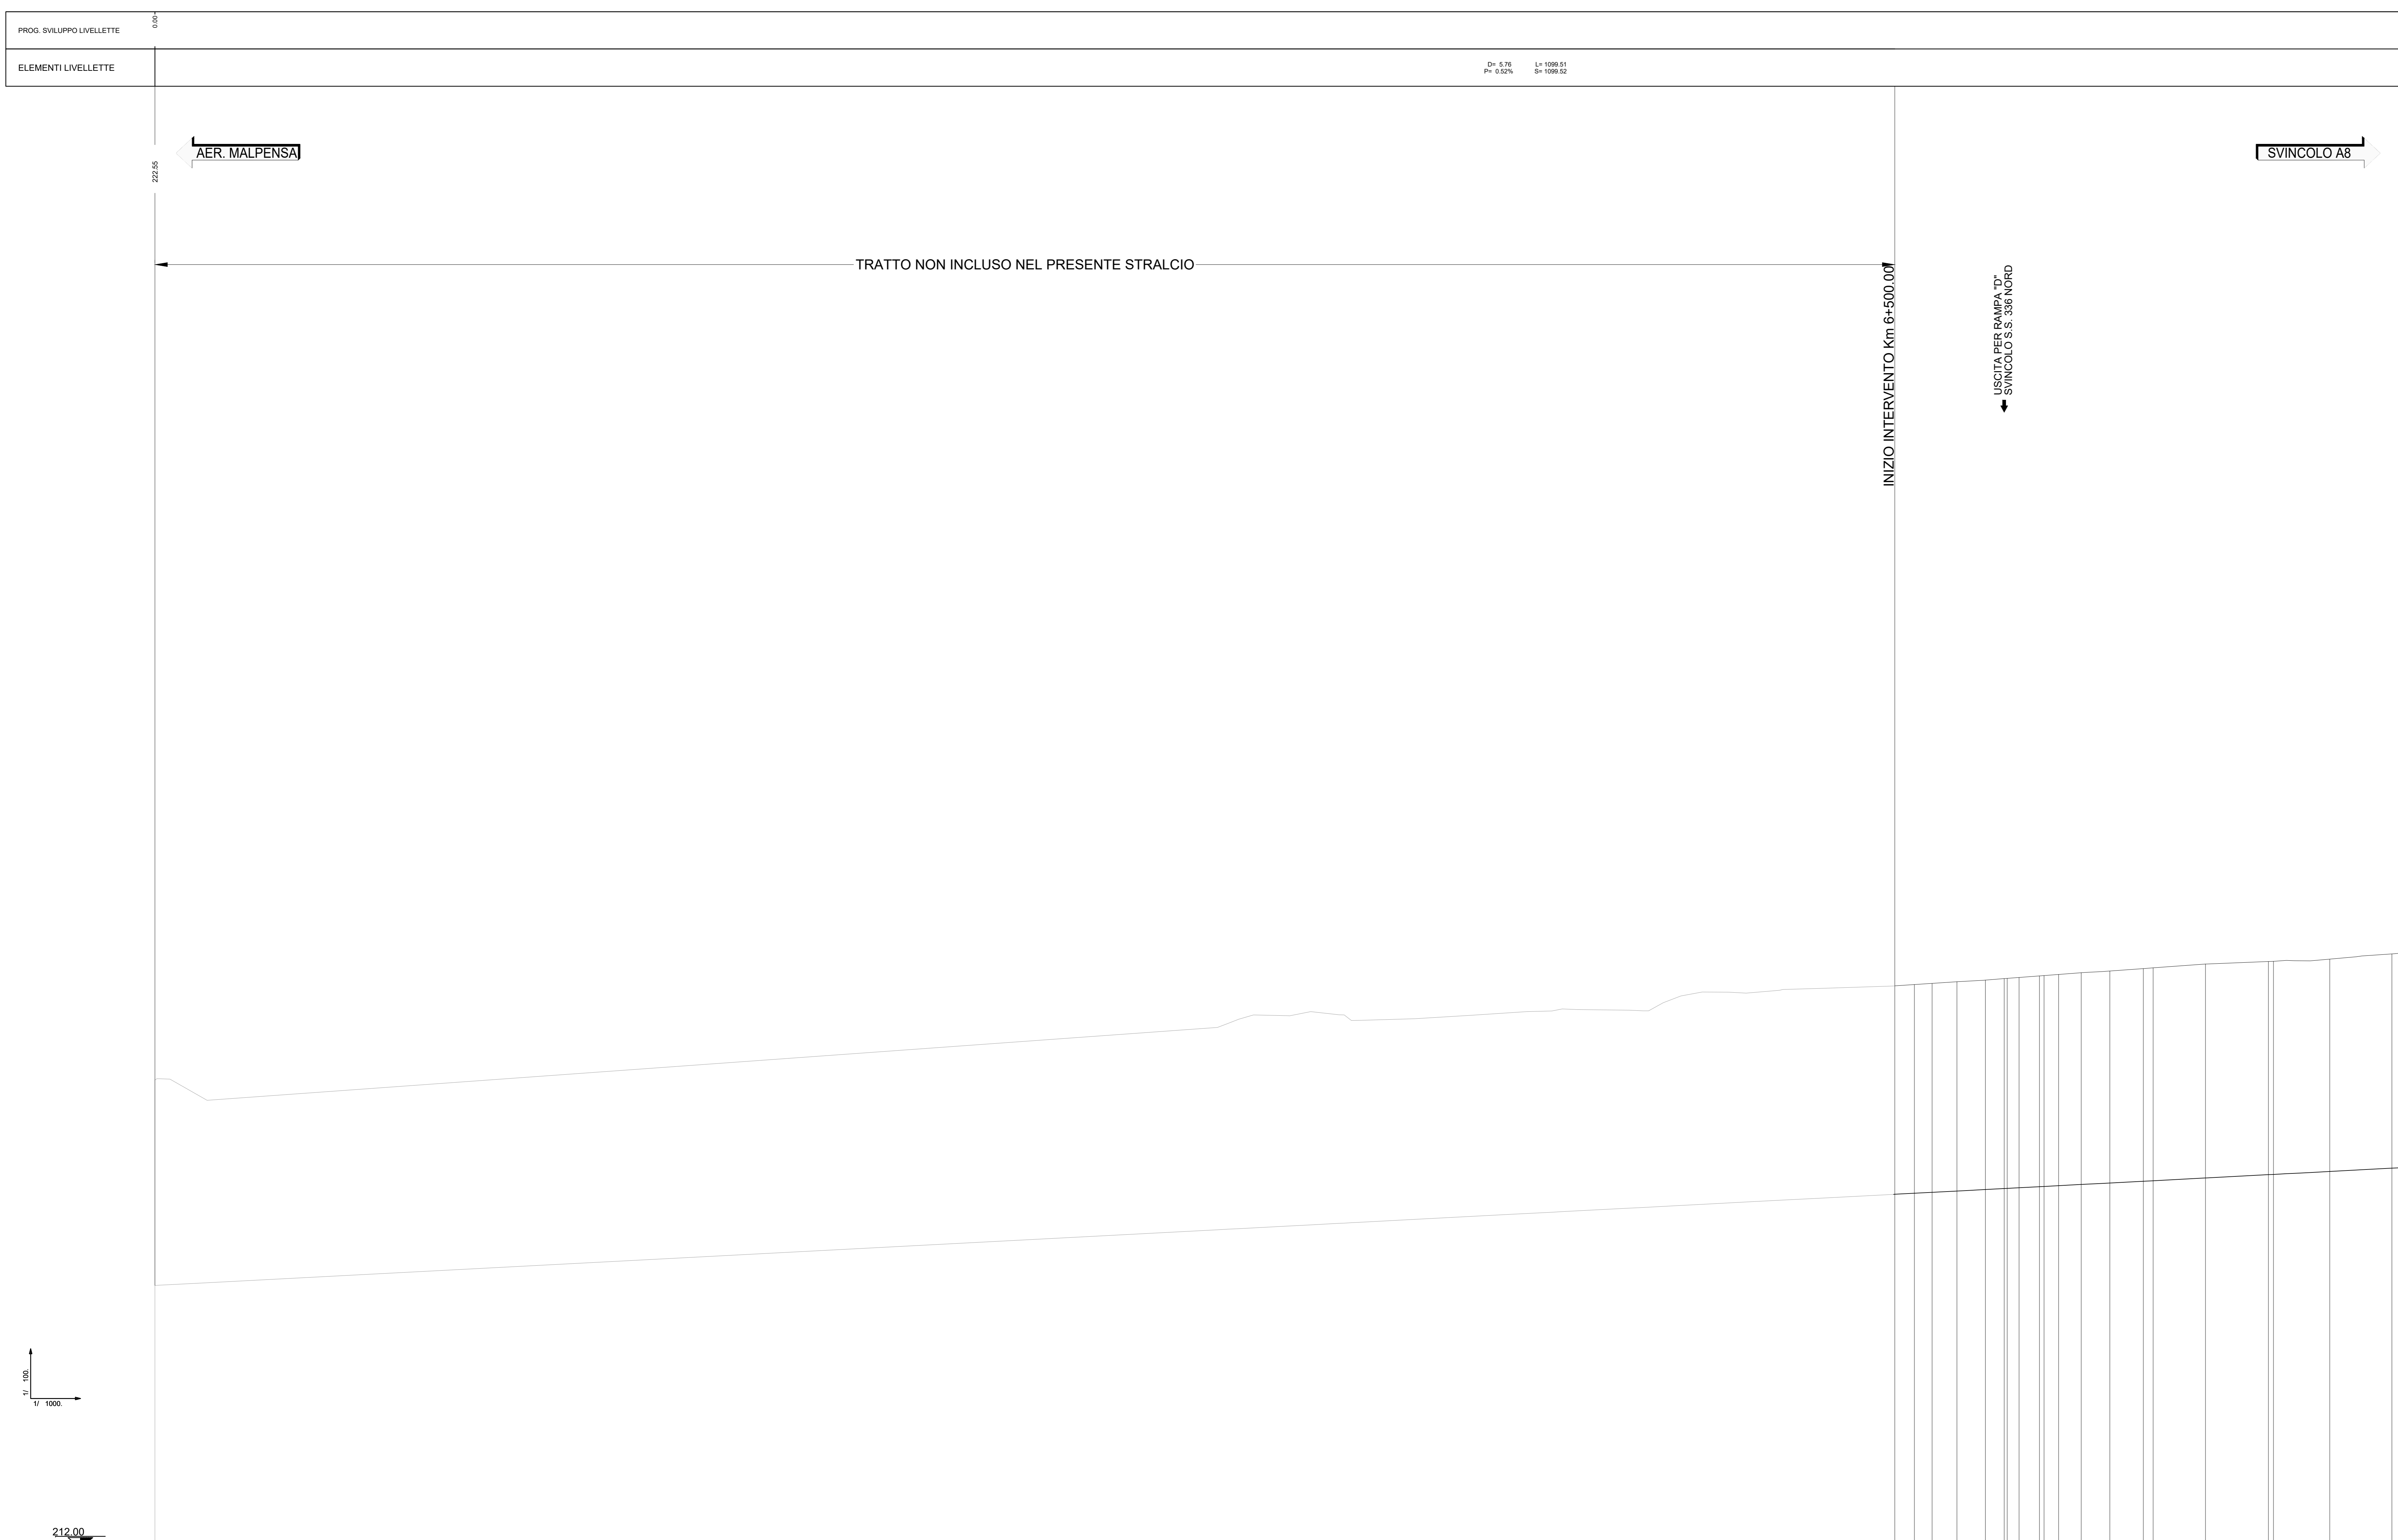 PROG. SVILUPPO LIVELLETTE
0.00
ELEMENTI LIVELLETTE
D= 5.76 L= 1099.51
P= 0.52% S= 1099.52
AER. MALPENSA
SVINCOLO A8
222.55
TRATTO NON INCLUSO NEL PRESENTE STRALCIO
INIZIO INTERVENTO Km 6+500.00
USCITA PER RAMPA "D"
SVINCOLO S.S. 336 NORD
1/ 100.
1/ 1000.
212.00